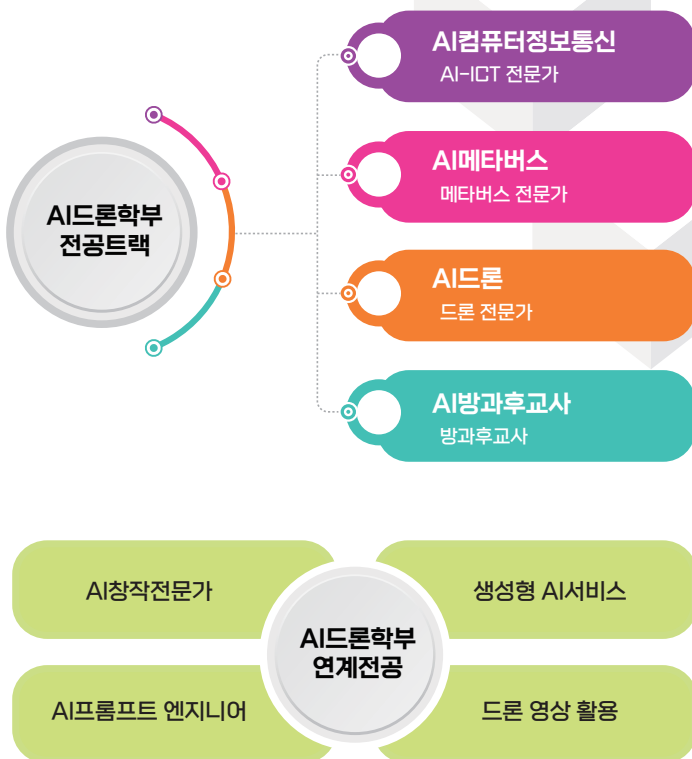 AI드론학부
전공트랙
AI컴퓨터정보통신
AI-ICT 전문가
AI메타버스
메타버스 전문가
AI드론
드론 전문가
AI방과후교사
방과후교사
AI창작전문가
생성형 AI서비스
AI드론학부
연계전공
AI프롬프트 엔지니어
드론 영상 활용